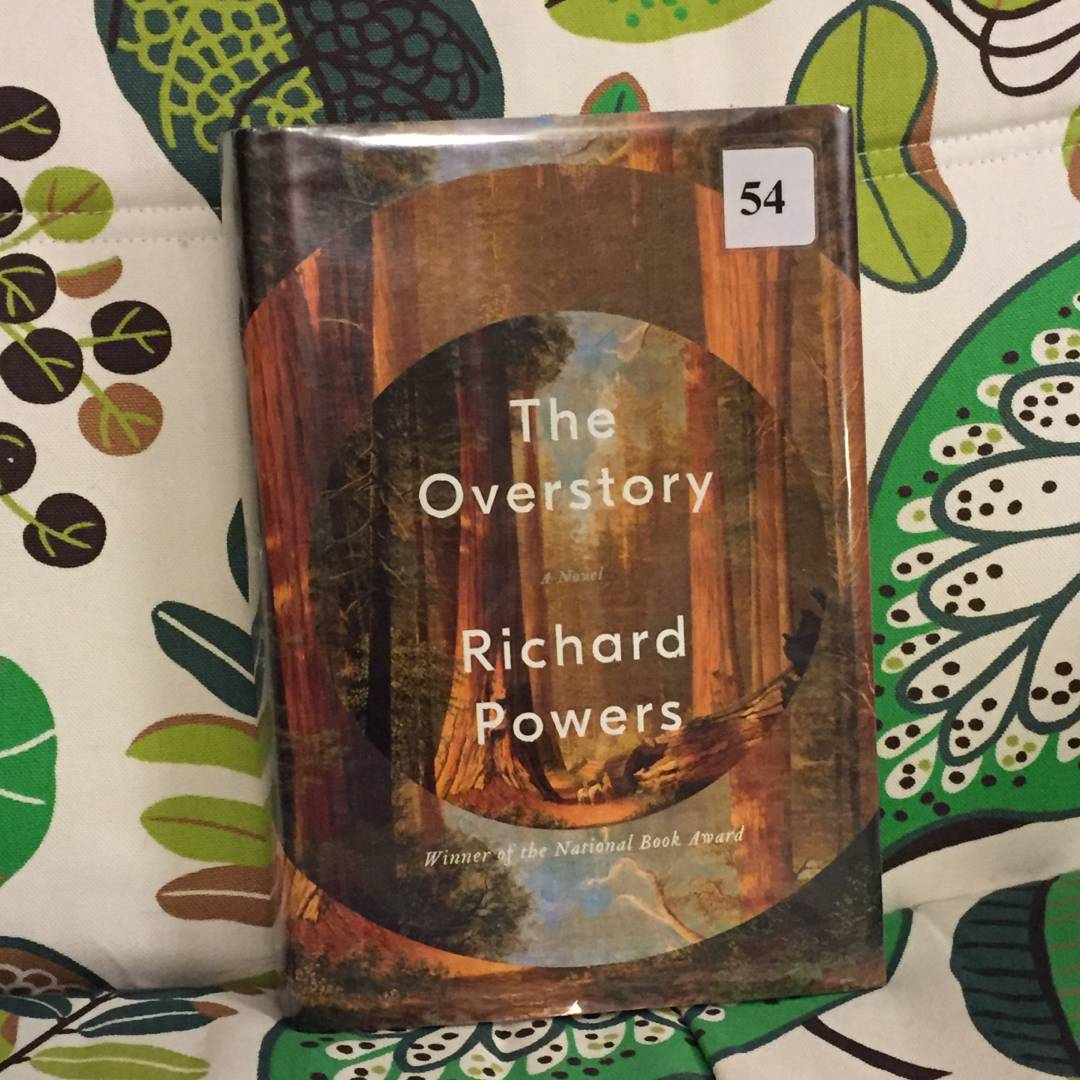 54
The
Overstory
A Novel
Richard
Powers
Winner of the National Book Award